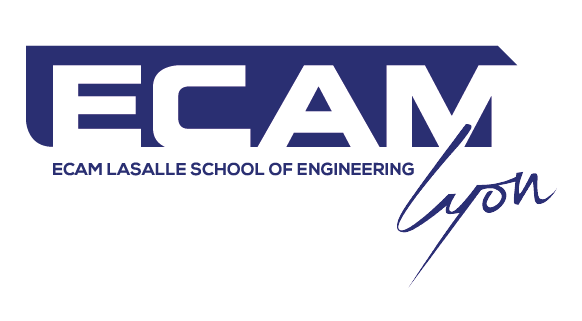 ECAM
ECAM LASALLE SCHOOL OF ENGINEERING
Lyon